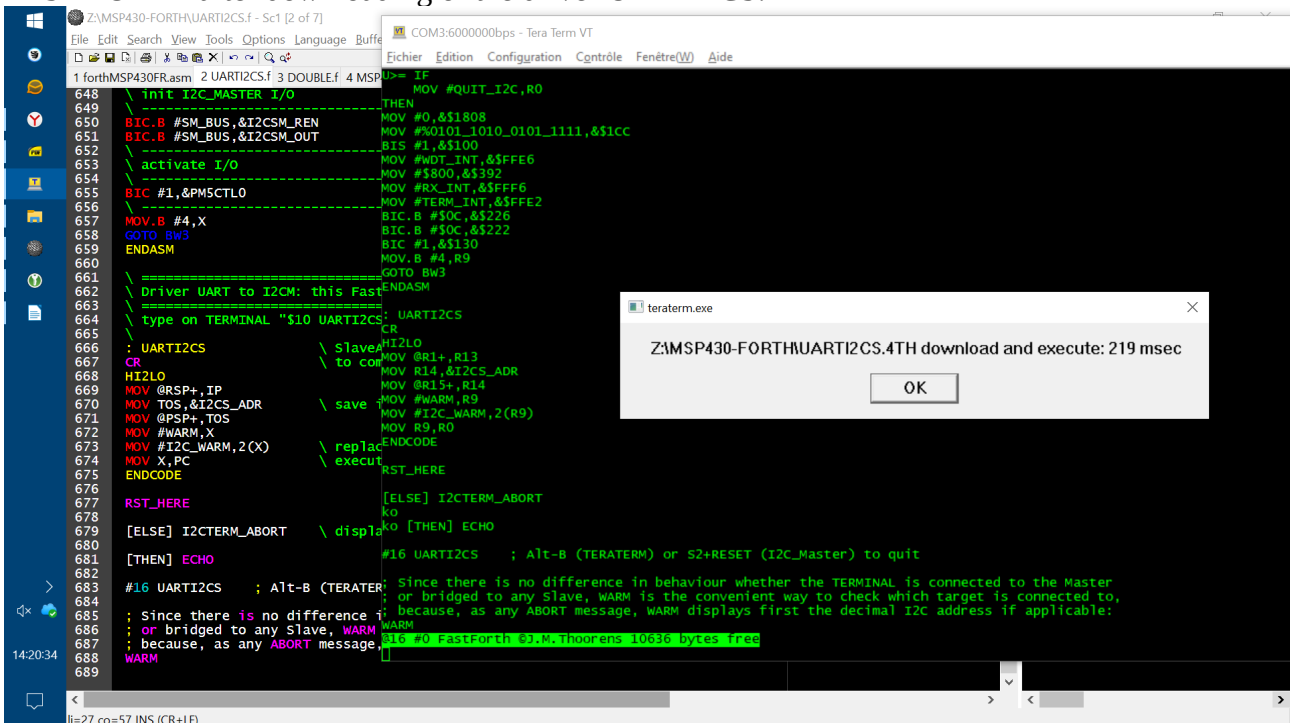 Z:\MSP430-FORTH\UARTI2CS.f - Sc1 [2 of 7]
File Edit Search View Tools Options Language Buffe
1 forthMSP430FR.asm 2 UARTI2CS.f 3 DOUBLE.f 4 MSP
648 \ init I2C_MASTER I/O
649 \ --------------------------------
650 BIC.B #SM_BUS,&I2CSM_REN
651 BIC.B #SM_BUS,&I2CSM_OUT
652 \ --------------------------------
653 \ activate I/O
654 \ --------------------------------
655 BIC #1,&PM5CTL0
656 \ --------------------------------
657 MOV.B #4,X
658 GOTO BW3
659 ENDASM
660
661 \ ================================
662 \ Driver UART to I2CM: this Fast
663 \ ================================
664 \ type on TERMINAL "$10 UARTI2CS
665 \
666 : UARTI2CS \ SlaveA
667 CR \ to com
668 HI2LO
669 MOV @RSP+,IP
670 MOV TOS,&I2CS_ADR \ save i
671 MOV @PSP+,TOS
672 MOV #WARM,X
673 MOV #I2C_WARM,2(X) \ replac
674 MOV X,PC \ execut
675 ENDCODE
676
677 RST_HERE
678
679 [ELSE] I2CTERM_ABORT \ displa
680
681 [THEN] ECHO
682
683 #16 UARTI2CS ; Alt-B (TERATER
684
685 ; Since there is no difference i
686 ; or bridged to any Slave, WARM
687 ; because, as any ABORT message,
688 WARM
689
li=27 co=57 INS (CR+LF)
14:20:34
COM3:6000000bps - Tera Term VT
Fichier Edition Configuration Contrôle Fenêtre(W) Aide
U>= IF
MOV #QUIT_I2C,R0
THEN
MOV #0,&$1808
MOV #%0101_1010_0101_1111,&$1CC
BIS #1,&$100
MOV #WDT_INT,&$FFE6
MOV #$800,&$392
MOV #RX_INT,&$FFF6
MOV #TERM_INT,&$FFE2
BIC.B #$0C,&$226
BIC.B #$0C,&$222
BIC #1,&$130
MOV.B #4,R9
GOTO BW3
ENDASM
: UARTI2CS
CR
HI2LO
MOV @R1+,R13
MOV R14,&I2CS_ADR
MOV @R15+,R14
MOV #WARM,R9
MOV #I2C_WARM,2(R9)
MOV R9,R0
ENDCODE
RST_HERE
[ELSE] I2CTERM_ABORT
ko
ko [THEN] ECHO
#16 UARTI2CS ; Alt-B (TERATERM) or S2+RESET (I2C_Master) to quit
; Since there is no difference in behaviour whether the TERMINAL is connected to the Master
; or bridged to any Slave, WARM is the convenient way to check which target is connected to,
; because, as any ABORT message, WARM displays first the decimal I2C address if applicable:
WARM
@16 #0 FastForth ©J.M.Thoorens 10636 bytes free
teraterm.exe
Z:\MSP430-FORTH\UARTI2CS.4TH download and execute: 219 msec
OK